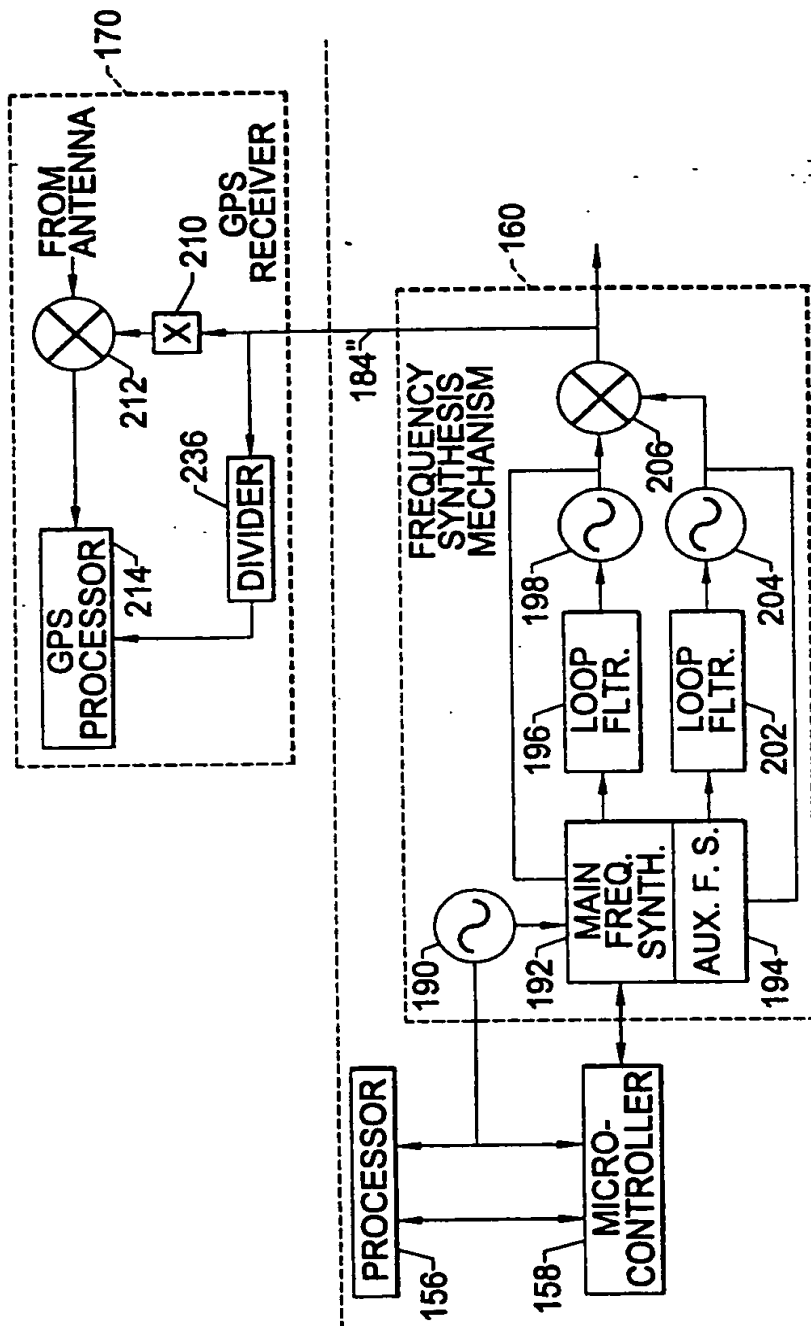 170
FROM
ANTENNA
GPS
RECEIVER
212
X
210
GPS
PROCESSOR
214
236
DIVIDER
184"
160
FREQUENCY
SYNTHESIS
MECHANISM
206
198
204
196
LOOP
FLTR.
LOOP
FLTR.
202
190
192
MAIN
FREQ.
SYNTH.
AUX. F. S.
194
PROCESSOR
156
158
MICRO-
CONTROLLER